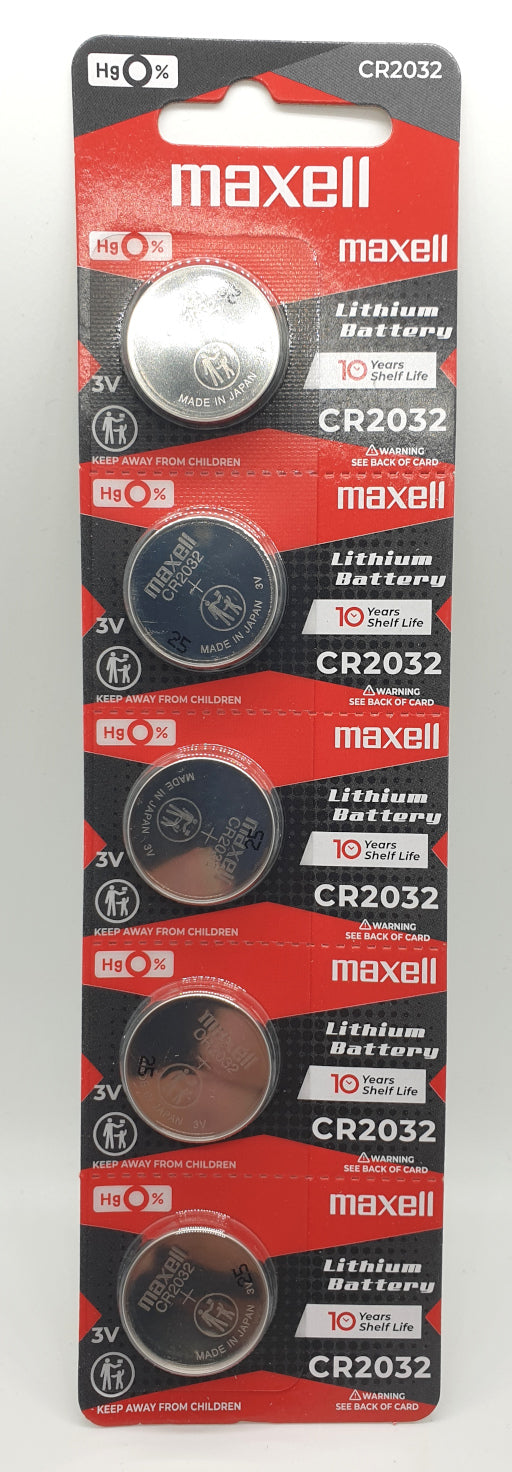 Hg 0 %
CR2032
maxell
Hg 0 %
maxell
Lithium
Battery
10 Years
Shelf Life
3V
MADE IN JAPAN
CR2032
KEEP AWAY FROM CHILDREN
WARNING
SEE BACK OF CARD
Hg 0 %
maxell
maxell
CR2032
+
3V
25
MADE IN JAPAN
Lithium
Battery
10 Years
Shelf Life
3V
CR2032
KEEP AWAY FROM CHILDREN
WARNING
SEE BACK OF CARD
Hg 0 %
maxell
MADE IN JAPAN
3V
maxell
CR2032
+
25
Lithium
Battery
10 Years
Shelf Life
3V
CR2032
KEEP AWAY FROM CHILDREN
WARNING
SEE BACK OF CARD
Hg 0 %
maxell
maxell
CR2032
+
25
JAPAN 3V
Lithium
Battery
10 Years
Shelf Life
3V
CR2032
KEEP AWAY FROM CHILDREN
WARNING
SEE BACK OF CARD
Hg 0 %
maxell
maxell
CR2032
+
25
MADE IN JAPAN
Lithium
Battery
10 Years
Shelf Life
3V
CR2032
KEEP AWAY FROM CHILDREN
WARNING
SEE BACK OF CARD